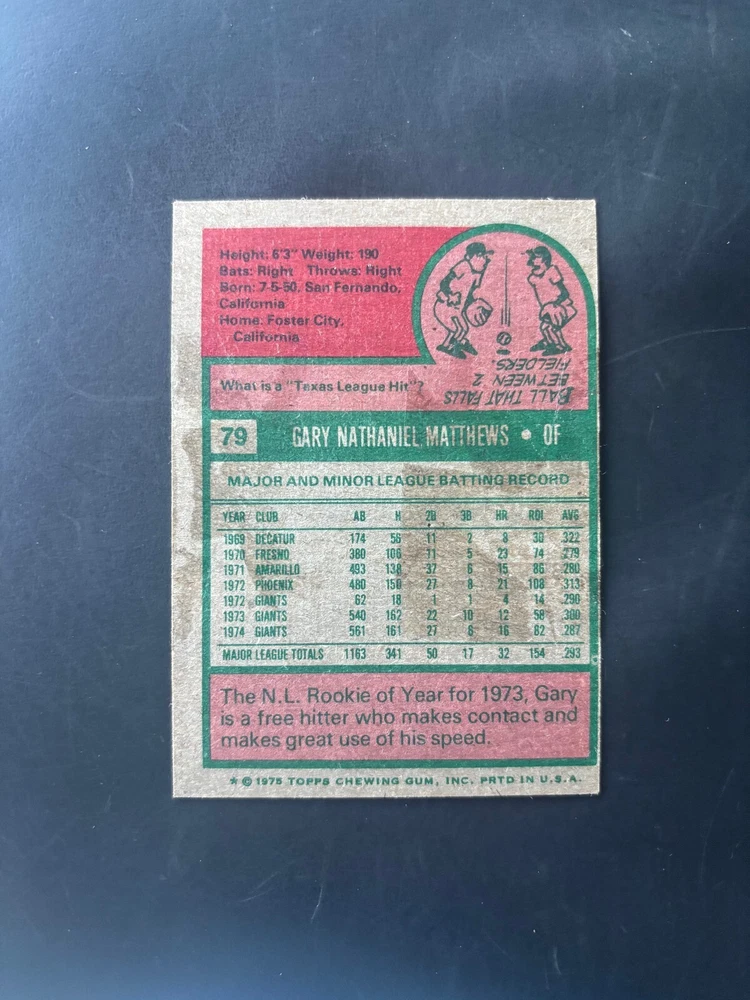 Height: 6'3" Weight: 190
Bats: Right Throws: Right
Born: 7-5-50, San Fernando,
California
Home: Foster City,
California
What is a "Texas League Hit"?
BALL THAT FALLS
BETWEEN 2
FIELDERS.
79 GARY NATHANIEL MATTHEWS • OF
MAJOR AND MINOR LEAGUE BATTING RECORD
YEAR CLUB AB H 2B 3B HR RBI AVG
1969 DECATUR 174 56 11 2 8 30 .322
1970 FRESNO 380 106 11 5 23 74 .279
1971 AMARILLO 493 138 37 6 15 86 .280
1972 PHOENIX 480 150 27 8 21 108 .313
1972 GIANTS 62 18 1 1 4 14 .290
1973 GIANTS 540 162 22 10 12 58 .300
1974 GIANTS 561 161 27 6 16 82 .287
MAJOR LEAGUE TOTALS 1163 341 50 17 32 154 .293
The N.L. Rookie of Year for 1973, Gary
is a free hitter who makes contact and
makes great use of his speed.
* © 1975 TOPPS CHEWING GUM, INC. PRTD IN U.S.A.